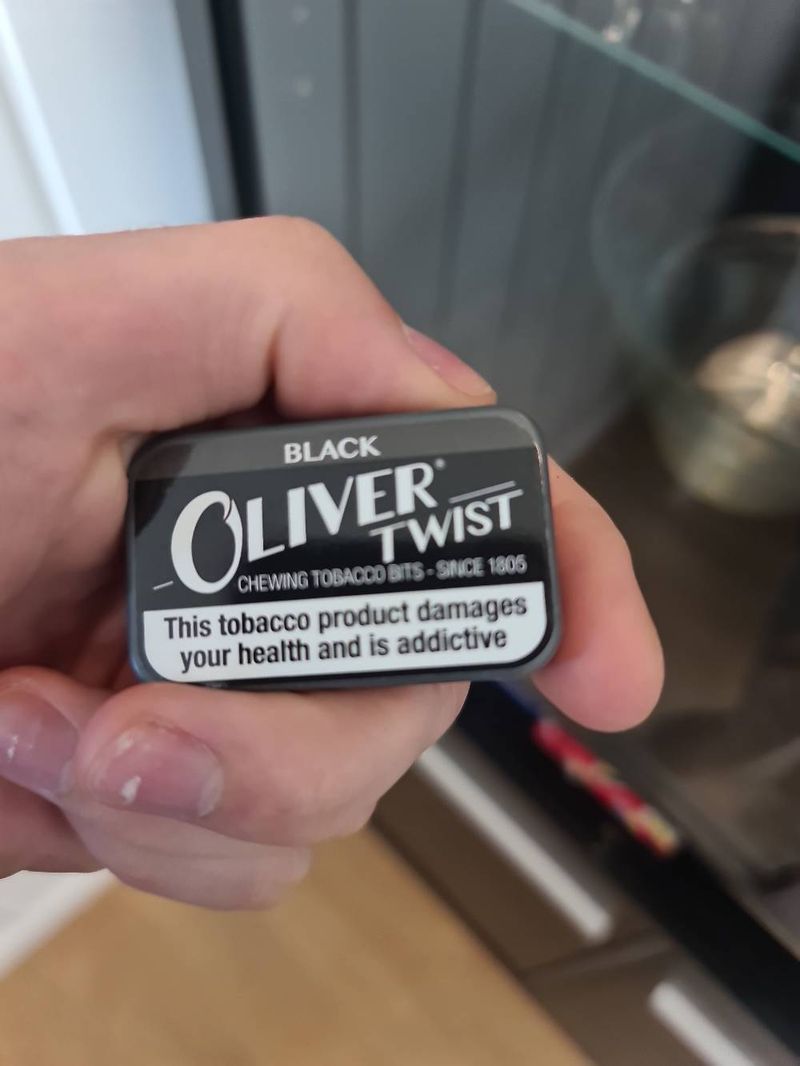 BLACK
OLIVER®
TWIST
CHEWING TOBACCO BITS - SINCE 1805
This tobacco product damages
your health and is addictive